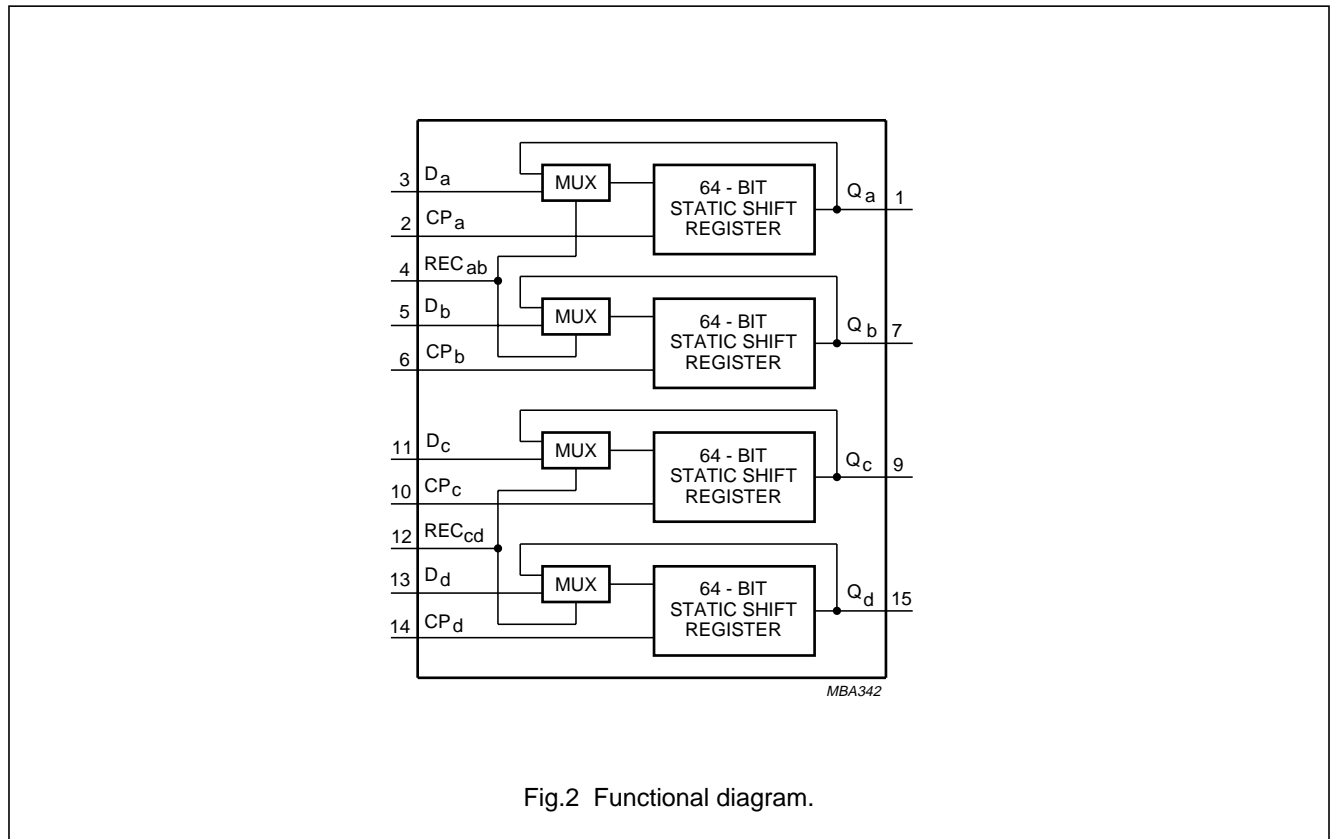 3 Da
MUX
64 - BIT
STATIC SHIFT
REGISTER
Qa 1
2 CPa
4 RECab
5 Db
MUX
64 - BIT
STATIC SHIFT
REGISTER
Qb 7
6 CPb
11 Dc
MUX
64 - BIT
STATIC SHIFT
REGISTER
Qc 9
10 CPc
12 RECcd
13 Dd
MUX
64 - BIT
STATIC SHIFT
REGISTER
Qd 15
14 CPd
MBA342
Fig.2 Functional diagram.